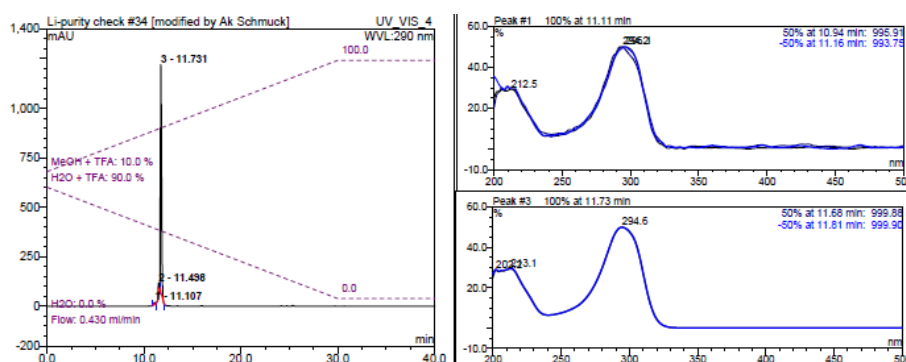 Li-purity check #34 [modified by Ak Schmuck]
UV_VIS_4
1,400
mAU
WVL:290 nm
100.0
3 - 11.731
1,000
750
MeOH + TFA: 10.0 %
H2O + TFA: 90.0 %
500
250
2 - 11.498
- 11.107
0.0
H2O: 0.0 %
0
Flow: 0.430 ml/min
min
-200
0.0
10.0
20.0
30.0
40.0
Peak #1
100% at 11.11 min
60.0
%
50% at 10.94 min: 995.91
-50% at 11.16 min: 993.75
40.0
212.5
20.0
nm
-10.0
200
250
300
350
400
450
50
Peak #3
100% at 11.73 min
60.0
%
294.6
50% at 11.68 min: 999.88
-50% at 11.81 min: 999.90
40.0
213.1
20.0
nm
-10.0
200
250
300
350
400
450
50